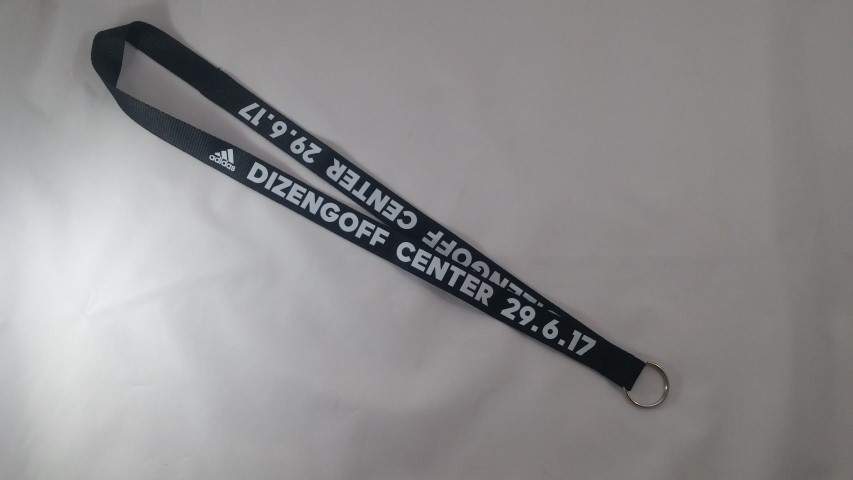 adidas DIZENGOFF CENTER 29.6.17
DIZENGOFF CENTER 29.6.17